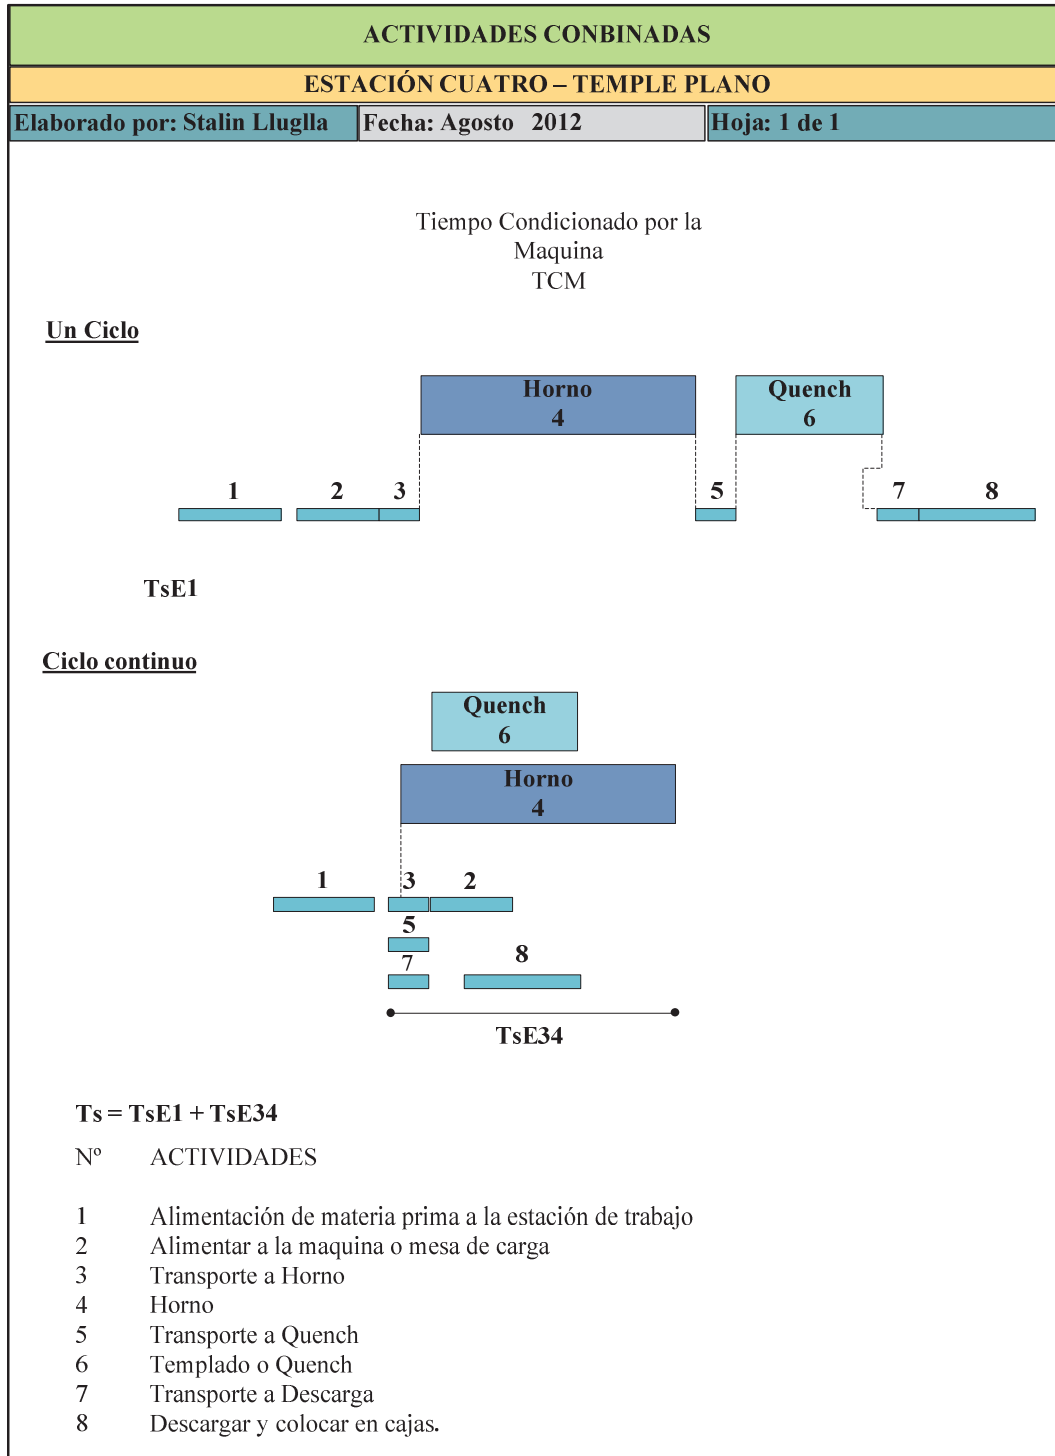 ACTIVIDADES CONBINADAS
ESTACIÓN CUATRO – TEMPLE PLANO
Elaborado por: Stalin Lluglla Fecha: Agosto 2012 Hoja: 1 de 1
Tiempo Condicionado por la
Maquina
TCM
Un Ciclo
Horno
4
Quench
6
1 2 3 5 7 8
TsE1
Ciclo continuo
Quench
6
Horno
4
1 3 2
5
7 8
TsE34
Ts = TsE1 + TsE34
Nº ACTIVIDADES
1 Alimentación de materia prima a la estación de trabajo
2 Alimentar a la maquina o mesa de carga
3 Transporte a Horno
4 Horno
5 Transporte a Quench
6 Templado o Quench
7 Transporte a Descarga
8 Descargar y colocar en cajas.